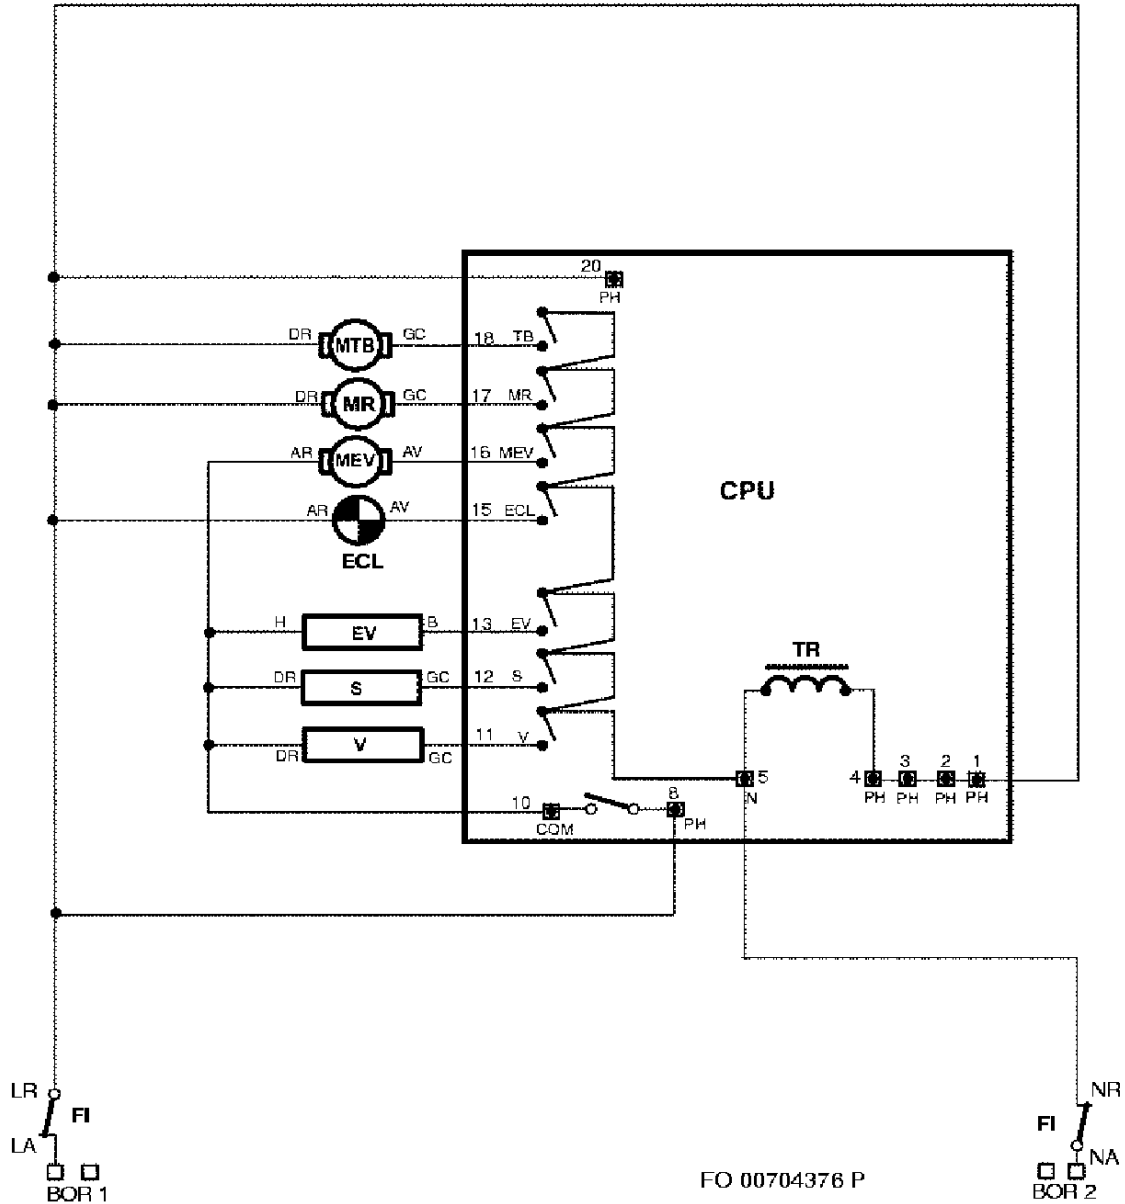 20
PH
DR MTB GC 18 TB
DR MR GC 17 MR
AR MEV AV 16 MEV
CPU
AR AV 15 ECL
ECL
H EV B 13 EV
TR
DR S GC 12 S
V 11 V
DR GC
5 4 3 2 1
N PH PH PH PH
10 8
COM PH
LR
FI
LA
BOR 1
NR
FI
NA
BOR 2
FO 00704376 P